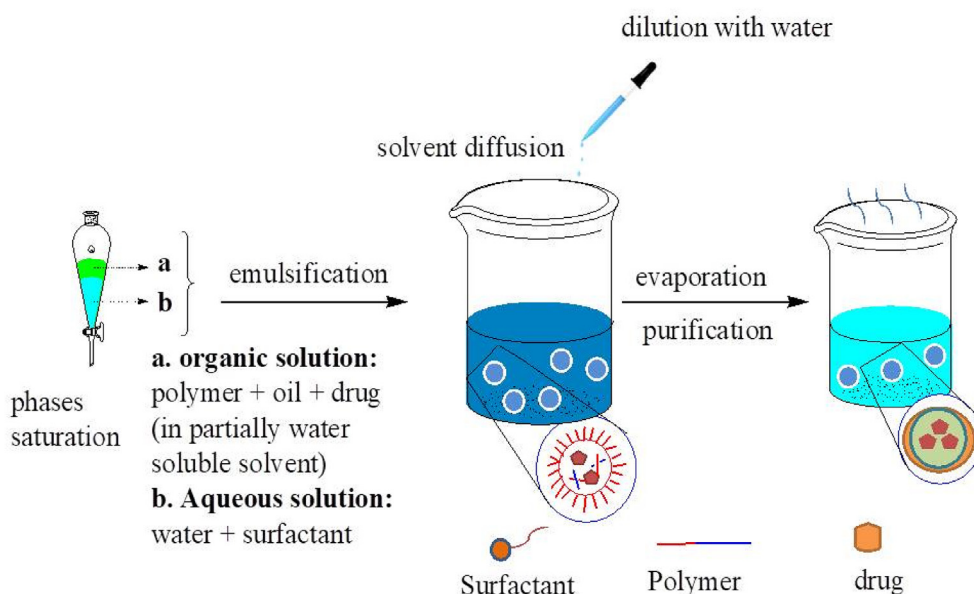 dilution with water
solvent diffusion
a
b
emulsification
evaporation
purification
phases
saturation
a. organic solution:
polymer + oil + drug
(in partially water
soluble solvent)
b. Aqueous solution:
water + surfactant
Surfactant
Polymer
drug